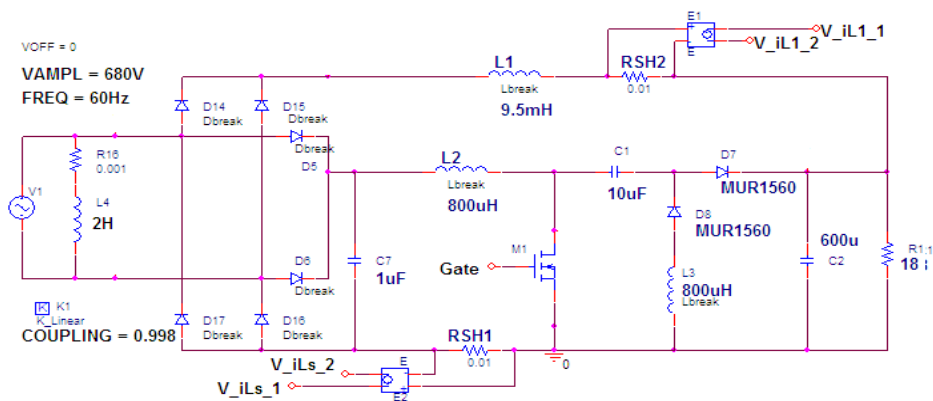 VOFF = 0
VAMPL = 680V
FREQ = 60Hz
E1
E
V_iL1_1
V_iL1_2
L1
Lbreak
9.5mH
RSH2
0.01
D14
Dbreak
D15
Dbreak
Dbreak
D5
R16
0.001
V1
L4
2H
L2
Lbreak
800uH
C1
10uF
D7
MUR1560
D8
MUR1560
C7
1uF
Gate
M1
L3
800uH
Lbreak
600u
C2
R1:1
18
D6
Dbreak
K
K1
K_Linear
COUPLING = 0.998
D17
Dbreak
D16
Dbreak
RSH1
0.01
0
V_iLs_2
V_iLs_1
E
E2